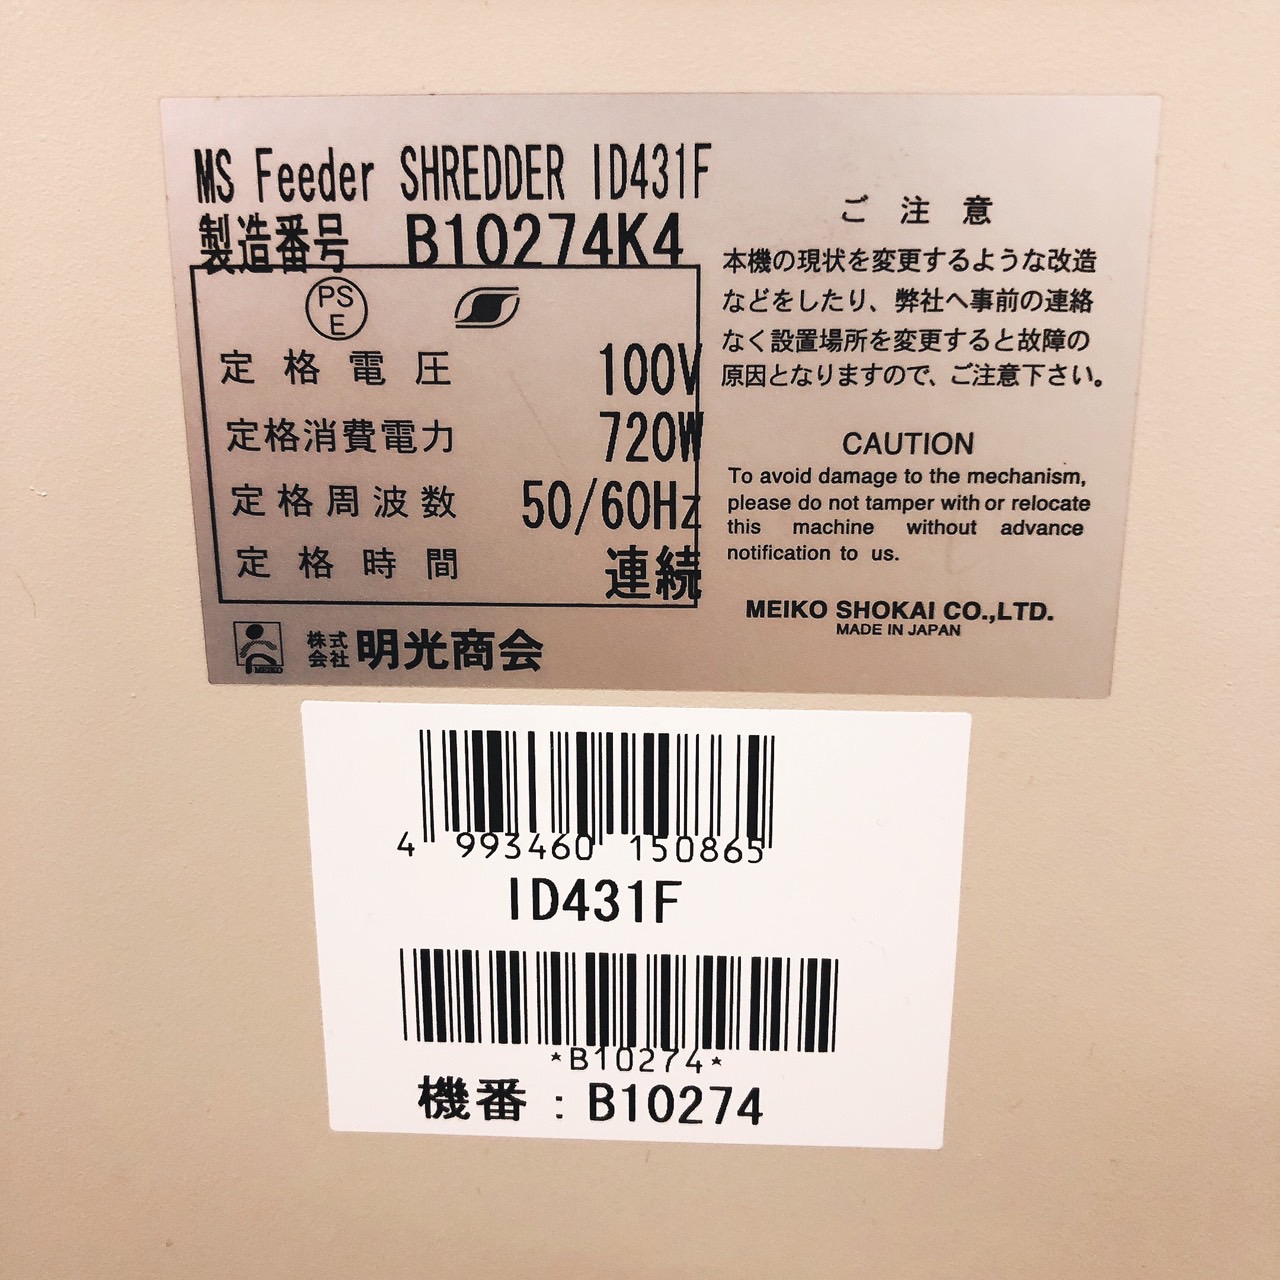 MS Feeder SHREDDER ID431F
製造番号 B10274K4
PS
E
定格電圧 100V
定格消費電力 720W
定格周波数 50/60Hz
定格時間 連続
MEIKO
株式会社 明光商会
ご注意
本機の現状を変更するような改造
などをしたり、弊社へ事前の連絡
なく設置場所を変更すると故障の
原因となりますので、ご注意下さい。
CAUTION
To avoid damage to the mechanism,
please do not tamper with or relocate
this machine without advance
notification to us.
MEIKO SHOKAI CO.,LTD.
MADE IN JAPAN
4 993460 150865
ID431F
*B10274*
機番：B10274